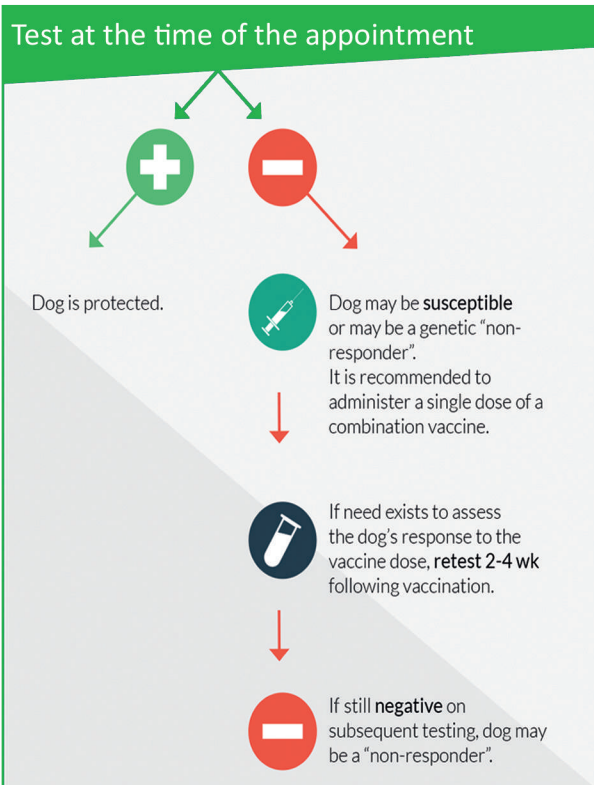 Test at the time of the appointment
Dog is protected.
Dog may be susceptible
or may be a genetic “non-
responder”.
It is recommended to
administer a single dose of a
combination vaccine.
If need exists to assess
the dog’s response to the
vaccine dose, retest 2-4 wk
following vaccination.
If still negative on
subsequent testing, dog may
be a “non-responder”.